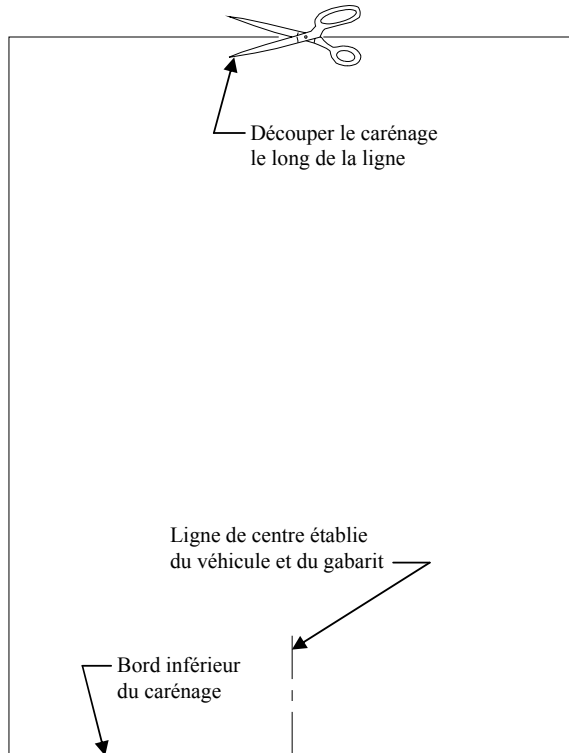 Découper le carénage
le long de la ligne
Ligne de centre établie
du véhicule et du gabarit
Bord inférieur
du carénage